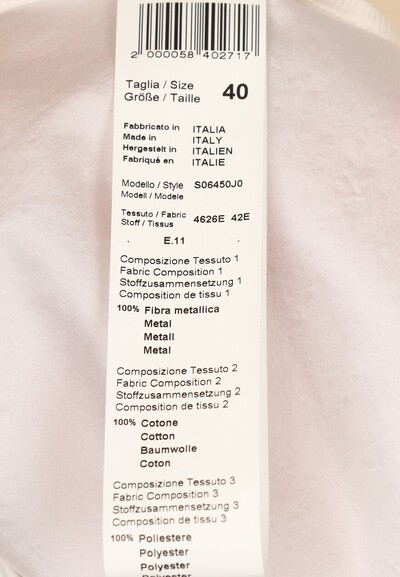 2 000058 402717
Taglia / Size
Größe / Taille 40
Fabbricato in ITALIA
Made in ITALY
Hergestelt in ITALIEN
Fabriqué en ITALIE
Modello / Style S06450J0
Modell / Modele
Tessuto / Fabric 4626E 42E
Stoff / Tissus
E.11
Composizione Tessuto 1
Fabric Composition 1
Stoffzusammensetzung 1
Composition de tissu 1
100% Fibra metallica
Metal
Metall
Metal
Composizione Tessuto 2
Fabric Composition 2
Stoffzusammensetzung 2
Composition de tissu 2
100% Cotone
Cotton
Baumwolle
Coton
Composizione Tessuto 3
Fabric Composition 3
Stoffzusammensetzung 3
Composition de tissu 3
100% Poliestere
Polyester
Polyester
Polyester